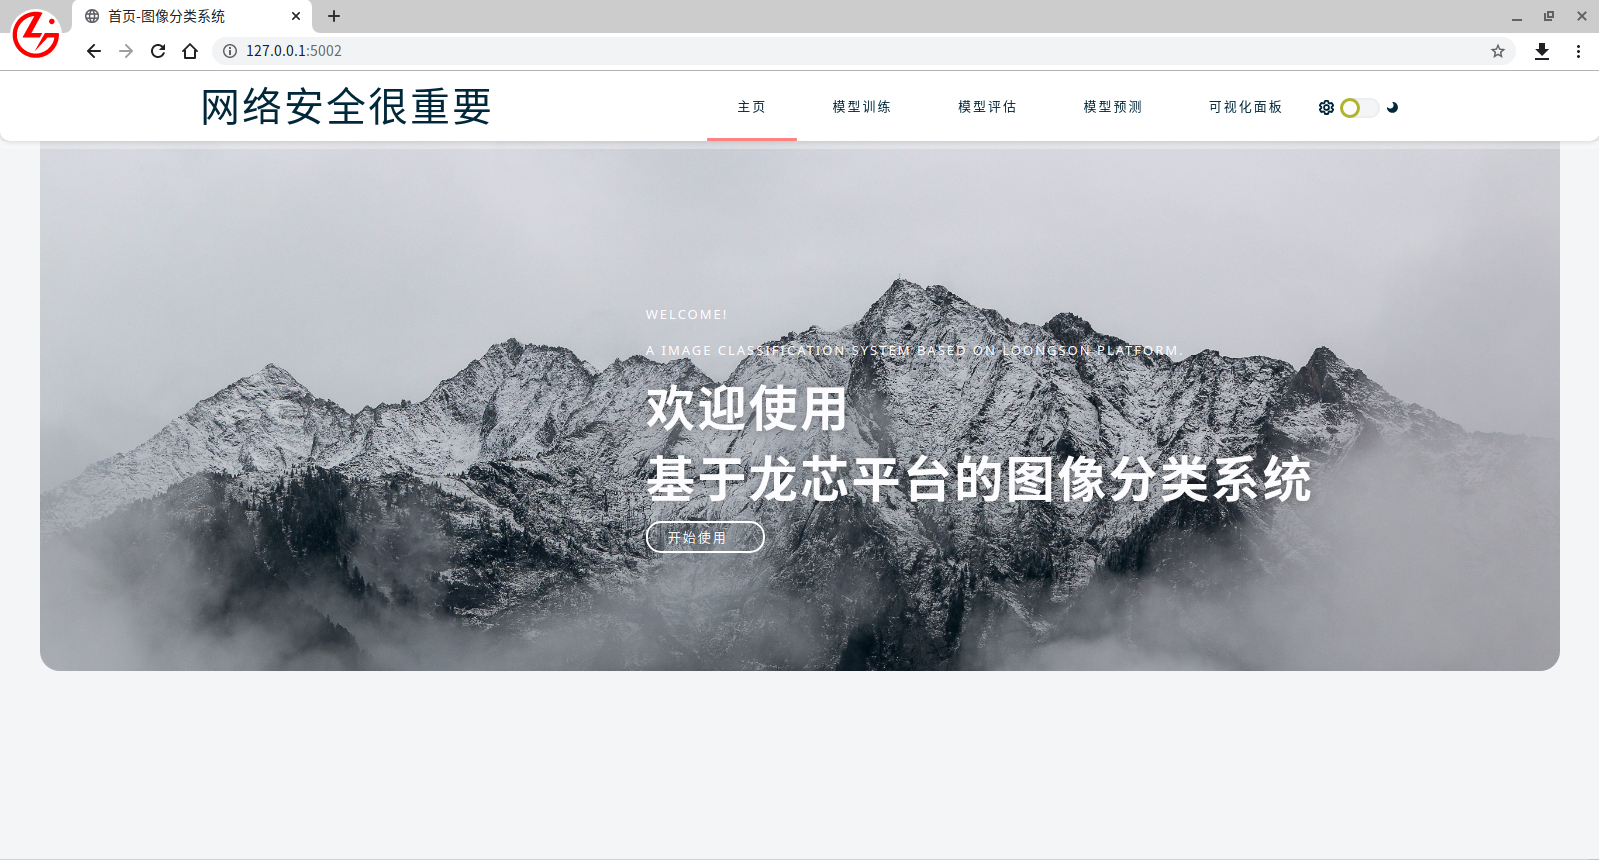 首页-图像分类系统
127.0.0.1:5002
网络安全很重要
主页 模型训练 模型评估 模型预测 可视化面板
WELCOME!
A IMAGE CLASSIFICATION SYSTEM BASED ON LOONGSON PLATFORM.
欢迎使用
基于龙芯平台的图像分类系统
开始使用